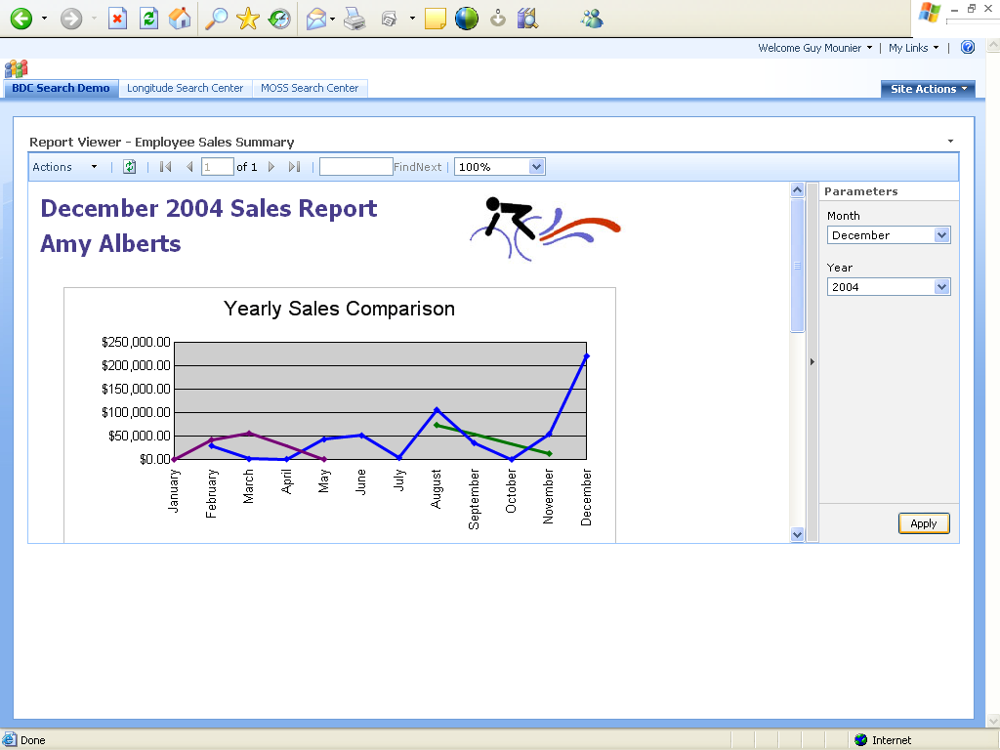 Welcome Guy Mounier | My Links |
BDC Search Demo Longitude Search Center MOSS Search Center Site Actions
Report Viewer - Employee Sales Summary
Actions 1 of 1 Find Next 100%
December 2004 Sales Report
Amy Alberts
Parameters
Month
December
Year
2004
Apply
Yearly Sales Comparison
$250,000.00
$200,000.00
$150,000.00
$100,000.00
$50,000.00
$0.00
January
February
March
April
May
June
July
August
September
October
November
December
Done Internet